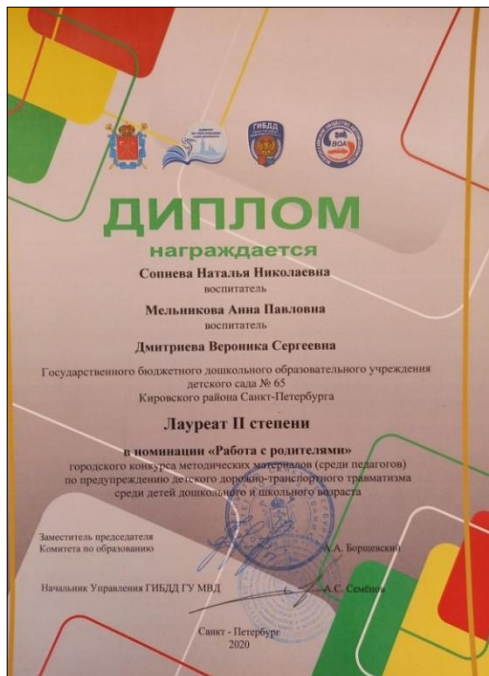 ГИБДД
ВОА
ДИПЛОМ
награждается
Сопнева Наталья Николаевна
воспитатель
Мельникова Анна Павловна
воспитатель
Дмитриева Вероника Сергеевна
Государственного бюджетного дошкольного образовательного учреждения
детского сада № 65
Кировского района Санкт-Петербурга
Лауреат II степени
в номинации «Работа с родителями»
городского конкурса методических материалов (среди педагогов)
по предупреждению детского дорожно-транспортного травматизма
среди детей дошкольного и школьного возраста
Заместитель председателя
Комитета по образованию А.А. Борщевский
Начальник Управления ГИБДД ГУ МВД А.С. Семёнов
Санкт - Петербург
2020